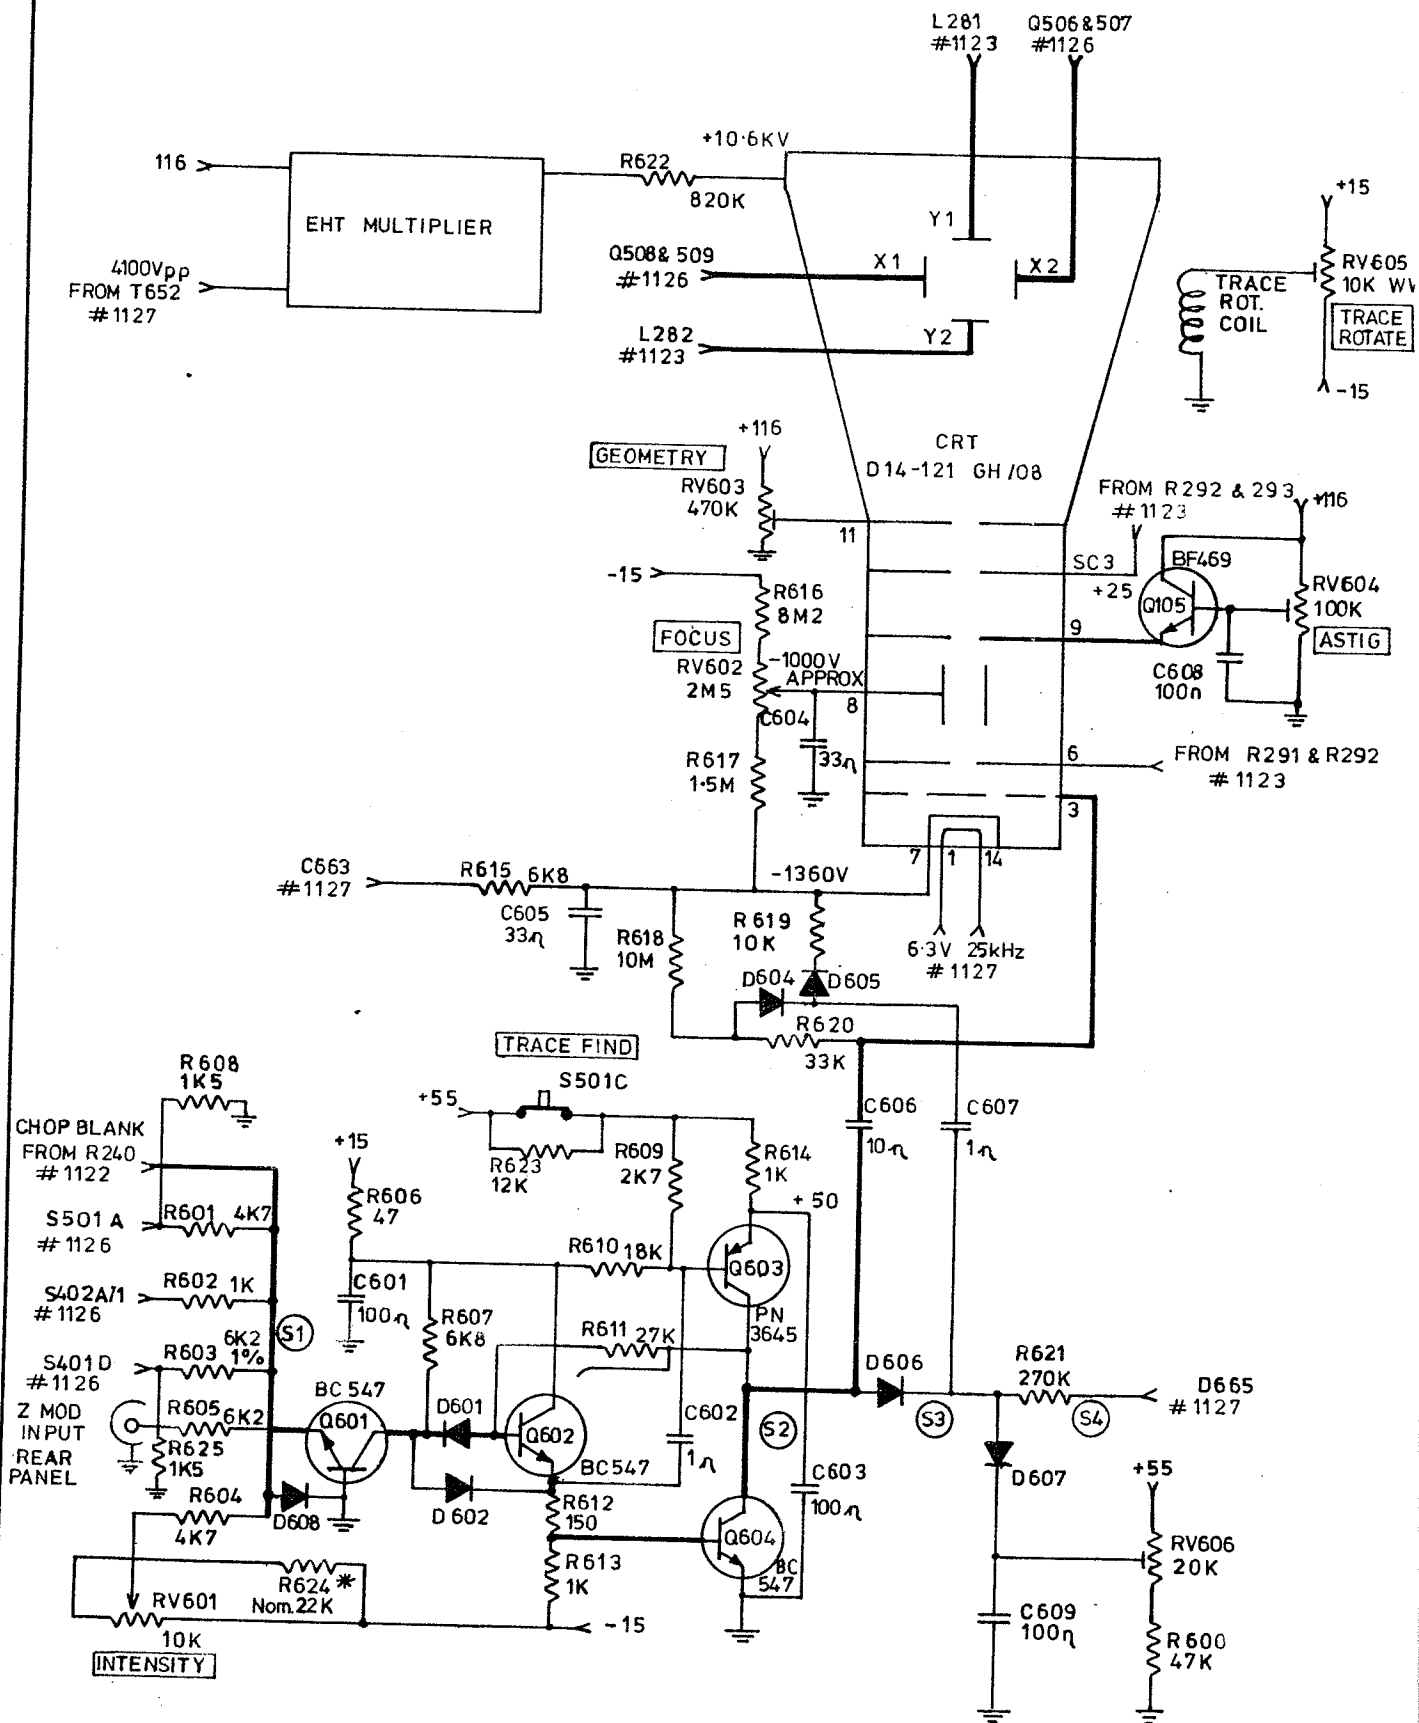 L281
#1123
Q506&507
#1126
+10·6KV
116
R622
820K
EHT MULTIPLIER
4100Vpp
FROM T652
#1127
Y1
Q508& 509
#1126
X1
X2
L282
#1123
Y2
+15
RV605
10K
TRACE
ROT.
COIL
TRACE
ROTATE
-15
+116
GEOMETRY
RV603
470K
CRT
D14-121 GH/08
11
FROM R292 & 293
#1123
+116
SC3
+25
BF469
Q105
RV604
100K
ASTIG
-15
R616
8M2
FOCUS
RV602
2M5
-1000V
APPROX
8
9
C608
100n
C604
33n
R617
1·5M
6
FROM R291 & R292
#1123
3
7
1
14
C663
#1127
R615
6K8
-1360V
C605
33n
R618
10M
R619
10K
6·3V 25kHz
#1127
D604
D605
R620
33K
TRACE FIND
S501C
+55
R608
1K5
CHOP BLANK
FROM R240
#1122
+15
R623
12K
R609
2K7
R614
1K
C606
10n
C607
1n
R606
47
+50
S501A
#1126
R601
4K7
R610
18K
Q603
PN
3645
S402A/1
#1126
R602
1K
C601
100n
R607
6K8
R611
27K
S1
S401D
#1126
R603
6K2
1%
D606
R621
270K
D665
#1127
Z MOD
INPUT
REAR
PANEL
R605
6K2
BC 547
Q601
D601
Q602
C602
1n
S2
S3
S4
R625
1K5
BC547
D607
+55
R604
4K7
D608
D602
R612
150
C603
100n
Q604
BC
547
RV606
20K
R613
1K
R624 *
Nom.22K
RV601
10K
-15
C609
100n
R600
47K
INTENSITY